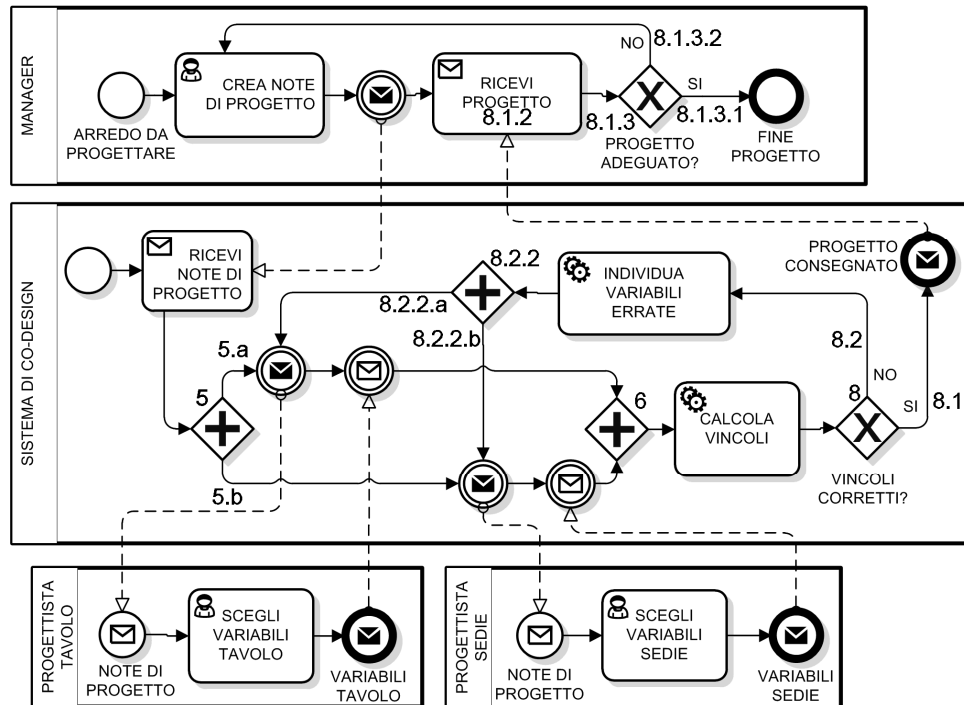 MANAGER
NO
8.1.3.2
CREA NOTE
DI PROGETTO
RICEVI
PROGETTO
8.1.2
8.1.3
SI
8.1.3.1
ARREDO DA
PROGETTARE
PROGETTO
ADEGUATO?
FINE
PROGETTO
SISTEMA DI CO-DESIGN
RICEVI
NOTE DI
PROGETTO
8.2.2
8.2.2.a
8.2.2.b
INDIVIDUA
VARIABILI
ERRATE
PROGETTO
CONSEGNATO
8.2
NO
5.a
5
5.b
6
CALCOLA
VINCOLI
8
SI
8.1
VINCOLI
CORRETTI?
PROGETTISTA
TAVOLO
NOTE DI
PROGETTO
SCEGLI
VARIABILI
TAVOLO
VARIABILI
TAVOLO
PROGETTISTA
SEDIE
NOTE DI
PROGETTO
SCEGLI
VARIABILI
SEDIE
VARIABILI
SEDIE